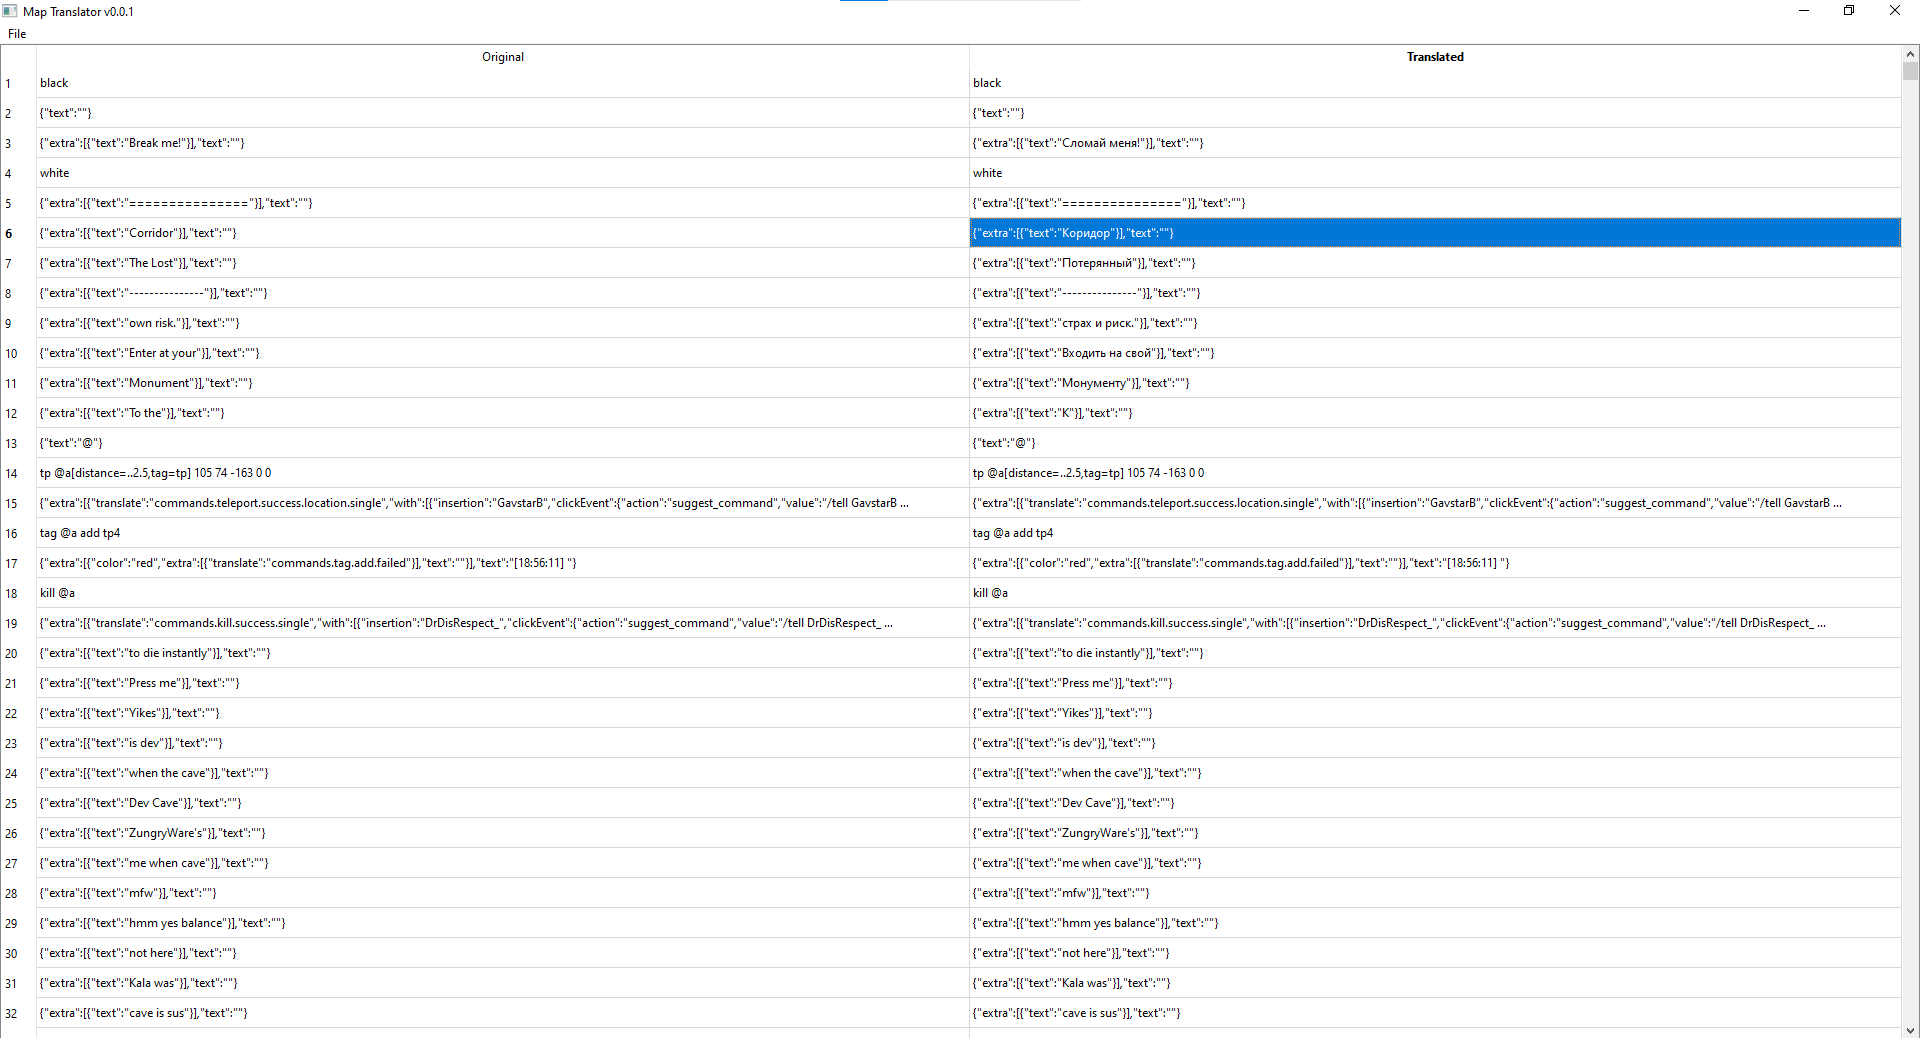 Map Translator v0.0.1
File
Original Translated
1 black black
2 {"text":""} {"text":""}
3 {"extra":[{"text":"Break me!"}],"text":""} {"extra":[{"text":"Сломай меня!"}],"text":""}
4 white white
5 {"extra":[{"text":"==============="}],"text":""} {"extra":[{"text":"==============="}],"text":""}
6 {"extra":[{"text":"Corridor"}],"text":""} {"extra":[{"text":"Коридор"}],"text":""}
7 {"extra":[{"text":"The Lost"}],"text":""} {"extra":[{"text":"Потерянный"}],"text":""}
8 {"extra":[{"text":"---------------"}],"text":""} {"extra":[{"text":"---------------"}],"text":""}
9 {"extra":[{"text":"own risk."}],"text":""} {"extra":[{"text":"страх и риск."}],"text":""}
10 {"extra":[{"text":"Enter at your"}],"text":""} {"extra":[{"text":"Входить на свой"}],"text":""}
11 {"extra":[{"text":"Monument"}],"text":""} {"extra":[{"text":"Монументу"}],"text":""}
12 {"extra":[{"text":"To the"}],"text":""} {"extra":[{"text":"К"}],"text":""}
13 {"text":"@"} {"text":"@"}
14 tp @a[distance=..2.5,tag=tp] 105 74 -163 0 0 tp @a[distance=..2.5,tag=tp] 105 74 -163 0 0
15 {"extra":[{"translate":"commands.teleport.success.location.single","with":[{"insertion":"GavstarB","clickEvent":{"action":"suggest_command","value":"/tell GavstarB ... {"extra":[{"translate":"commands.teleport.success.location.single","with":[{"insertion":"GavstarB","clickEvent":{"action":"suggest_command","value":"/tell GavstarB ...
16 tag @a add tp4 tag @a add tp4
17 {"extra":[{"color":"red","extra":[{"translate":"commands.tag.add.failed"}],"text":""}],"text":"[18:56:11] "} {"extra":[{"color":"red","extra":[{"translate":"commands.tag.add.failed"}],"text":""}],"text":"[18:56:11] "}
18 kill @a kill @a
19 {"extra":[{"translate":"commands.kill.success.single","with":[{"insertion":"DrDisRespect_","clickEvent":{"action":"suggest_command","value":"/tell DrDisRespect_ ... {"extra":[{"translate":"commands.kill.success.single","with":[{"insertion":"DrDisRespect_","clickEvent":{"action":"suggest_command","value":"/tell DrDisRespect_ ...
20 {"extra":[{"text":"to die instantly"}],"text":""} {"extra":[{"text":"to die instantly"}],"text":""}
21 {"extra":[{"text":"Press me"}],"text":""} {"extra":[{"text":"Press me"}],"text":""}
22 {"extra":[{"text":"Yikes"}],"text":""} {"extra":[{"text":"Yikes"}],"text":""}
23 {"extra":[{"text":"is dev"}],"text":""} {"extra":[{"text":"is dev"}],"text":""}
24 {"extra":[{"text":"when the cave"}],"text":""} {"extra":[{"text":"when the cave"}],"text":""}
25 {"extra":[{"text":"Dev Cave"}],"text":""} {"extra":[{"text":"Dev Cave"}],"text":""}
26 {"extra":[{"text":"ZungryWare's"}],"text":""} {"extra":[{"text":"ZungryWare's"}],"text":""}
27 {"extra":[{"text":"me when cave"}],"text":""} {"extra":[{"text":"me when cave"}],"text":""}
28 {"extra":[{"text":"mfw"}],"text":""} {"extra":[{"text":"mfw"}],"text":""}
29 {"extra":[{"text":"hmm yes balance"}],"text":""} {"extra":[{"text":"hmm yes balance"}],"text":""}
30 {"extra":[{"text":"not here"}],"text":""} {"extra":[{"text":"not here"}],"text":""}
31 {"extra":[{"text":"Kala was"}],"text":""} {"extra":[{"text":"Kala was"}],"text":""}
32 {"extra":[{"text":"cave is sus"}],"text":""} {"extra":[{"text":"cave is sus"}],"text":""}